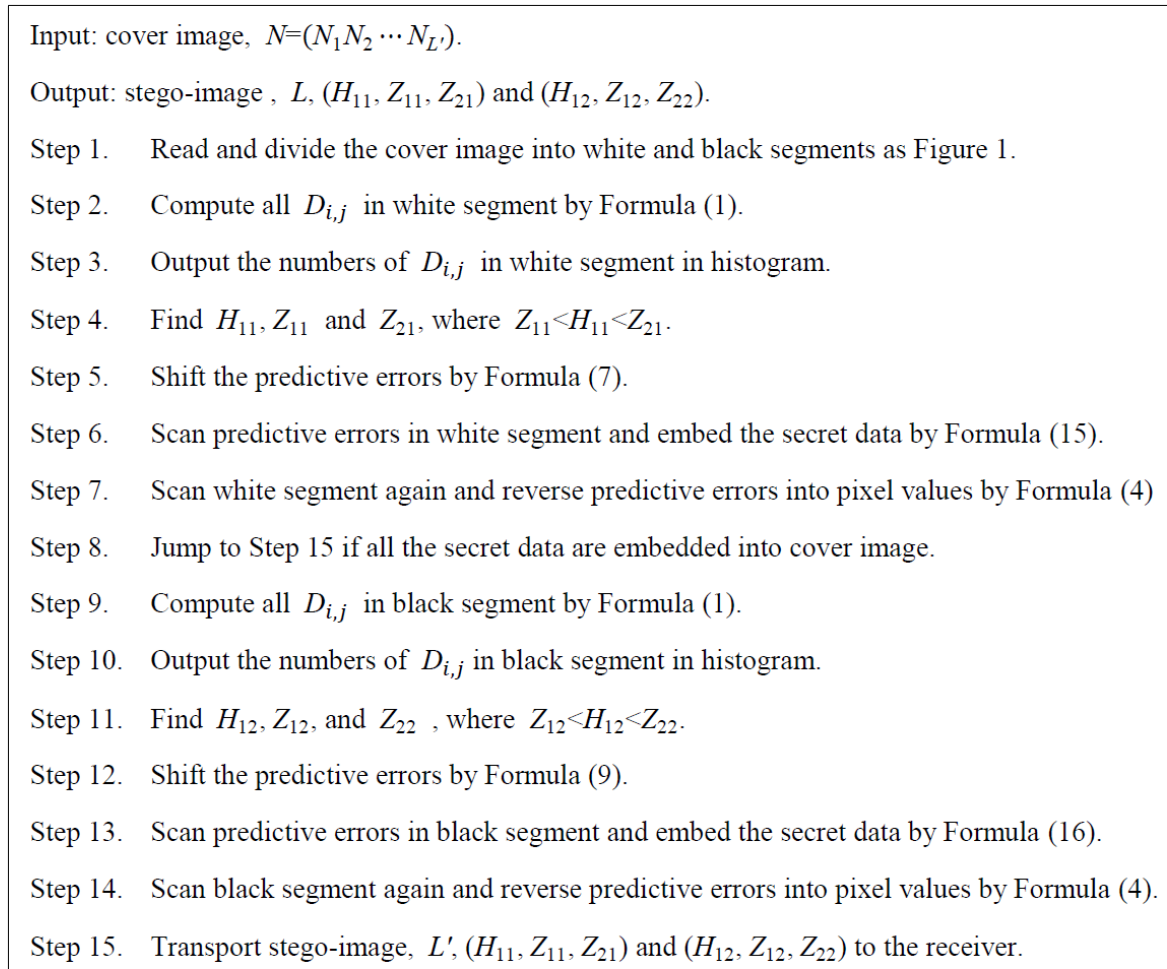 Input: cover image, N=(N₁N₂ ⋯ N_L′).
Output: stego-image , L, (H₁₁, Z₁₁, Z₂₁) and (H₁₂, Z₁₂, Z₂₂).
Step 1. Read and divide the cover image into white and black segments as Figure 1.
Step 2. Compute all D_i,j in white segment by Formula (1).
Step 3. Output the numbers of D_i,j in white segment in histogram.
Step 4. Find H₁₁, Z₁₁ and Z₂₁, where Z₁₁<H₁₁<Z₂₁.
Step 5. Shift the predictive errors by Formula (7).
Step 6. Scan predictive errors in white segment and embed the secret data by Formula (15).
Step 7. Scan white segment again and reverse predictive errors into pixel values by Formula (4)
Step 8. Jump to Step 15 if all the secret data are embedded into cover image.
Step 9. Compute all D_i,j in black segment by Formula (1).
Step 10. Output the numbers of D_i,j in black segment in histogram.
Step 11. Find H₁₂, Z₁₂, and Z₂₂ , where Z₁₂<H₁₂<Z₂₂.
Step 12. Shift the predictive errors by Formula (9).
Step 13. Scan predictive errors in black segment and embed the secret data by Formula (16).
Step 14. Scan black segment again and reverse predictive errors into pixel values by Formula (4).
Step 15. Transport stego-image, L′, (H₁₁, Z₁₁, Z₂₁) and (H₁₂, Z₁₂, Z₂₂) to the receiver.